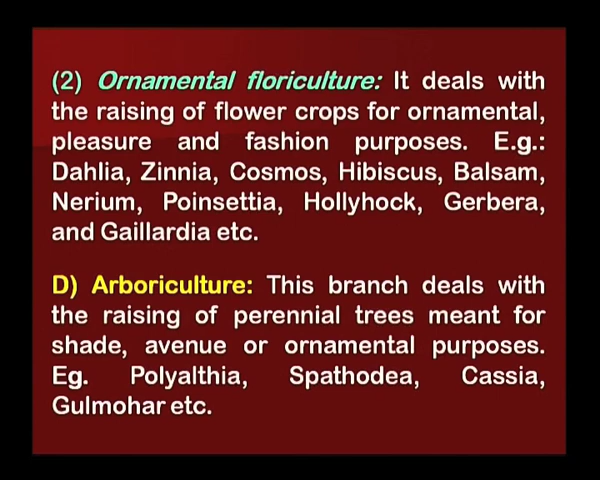 (2) Ornamental floriculture: It deals with
the raising of flower crops for ornamental,
pleasure and fashion purposes. E.g.:
Dahlia, Zinnia, Cosmos, Hibiscus, Balsam,
Nerium, Poinsettia, Hollyhock, Gerbera,
and Gaillardia etc.
D) Arboriculture: This branch deals with
the raising of perennial trees meant for
shade, avenue or ornamental purposes.
Eg. Polyalthia, Spathodea, Cassia,
Gulmohar etc.